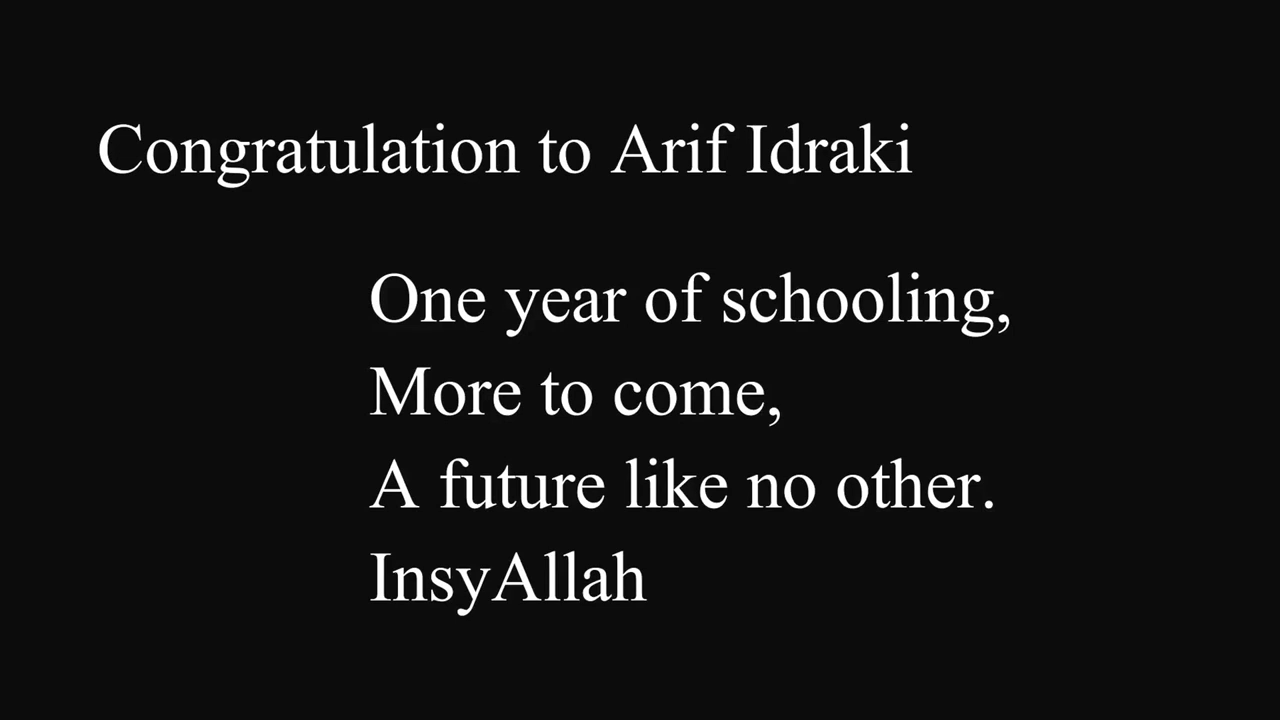 Congratulation to Arif Idraki
One year of schooling,
More to come,
A future like no other.
InsyAllah